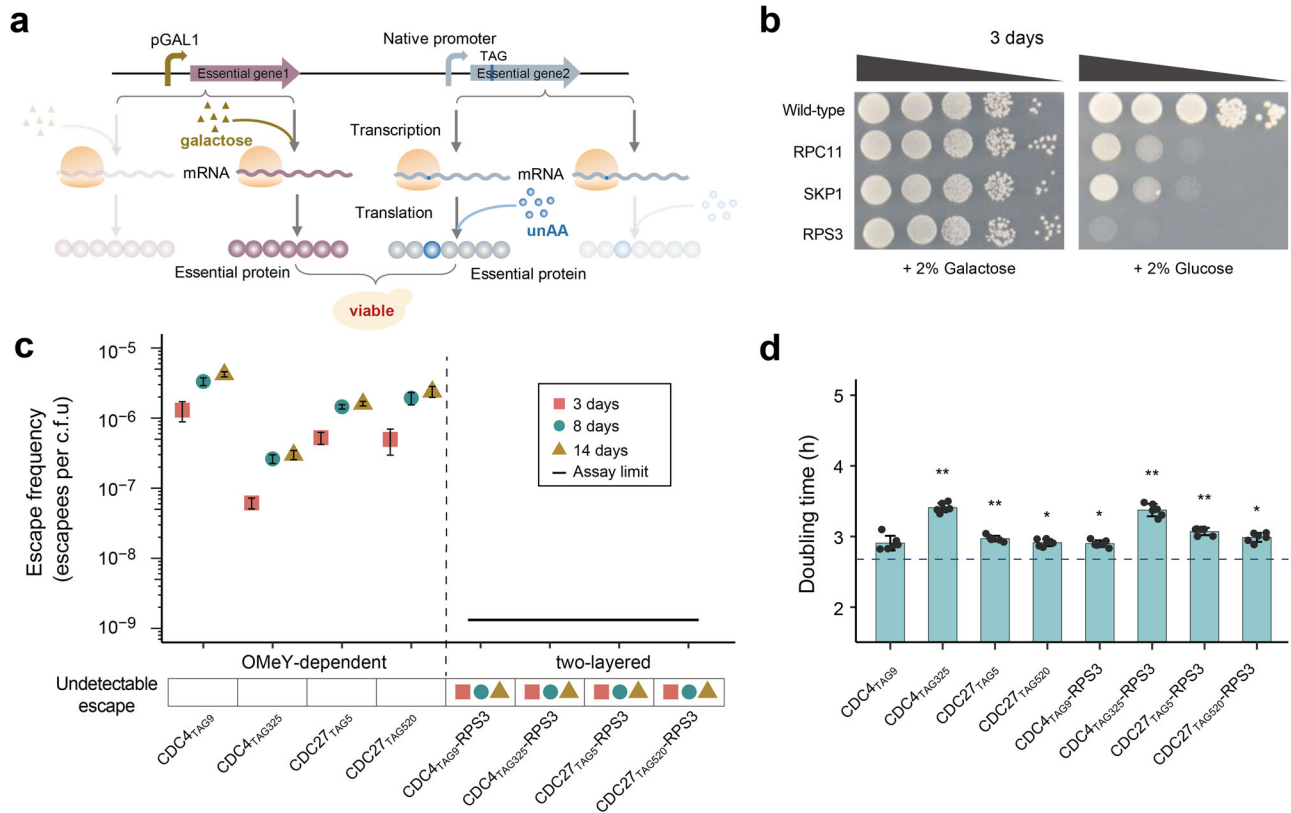 a
pGAL1
Essential gene1
Native promoter
TAG
Essential gene2
galactose
Transcription
mRNA
mRNA
Translation
unAA
Essential protein
Essential protein
viable
b
3 days
Wild-type
RPC11
SKP1
RPS3
+ 2% Galactose
+ 2% Glucose
c
Escape frequency
(escapees per c.f.u)
10⁻⁵
10⁻⁶
10⁻⁷
10⁻⁸
10⁻⁹
3 days
8 days
14 days
Assay limit
OMeY-dependent
two-layered
Undetectable
escape
CDC4TAG9
CDC4TAG325
CDC27TAG5
CDC27TAG520
CDC4TAG9-RPS3
CDC4TAG325-RPS3
CDC27TAG5-RPS3
CDC27TAG520-RPS3
d
Doubling time (h)
5
4
3
2
**
**
*
*
**
**
*
CDC4TAG9
CDC4TAG325
CDC27TAG5
CDC27TAG520
CDC4TAG9-RPS3
CDC4TAG325-RPS3
CDC27TAG5-RPS3
CDC27TAG520-RPS3